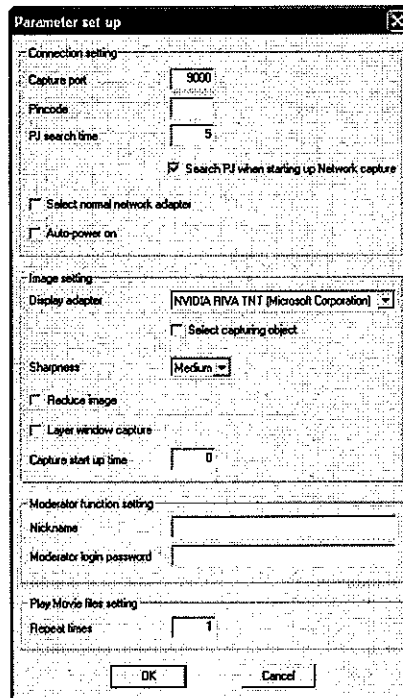 Parameter set up
Connection setting
Capture port 9000
Pincode
PJ search time 5
Search PJ when starting up Network capture
Select normal network adapter
Auto-power on
Image setting
Display adapter NVIDIA RIVA TNT (Microsoft Corporation)
Select capturing object
Sharpness Medium
Reduce image
Layer window capture
Capture start up time 0
Moderator function setting
Nickname
Moderator login password
Play Movie files setting
Repeat times 1
OK Cancel